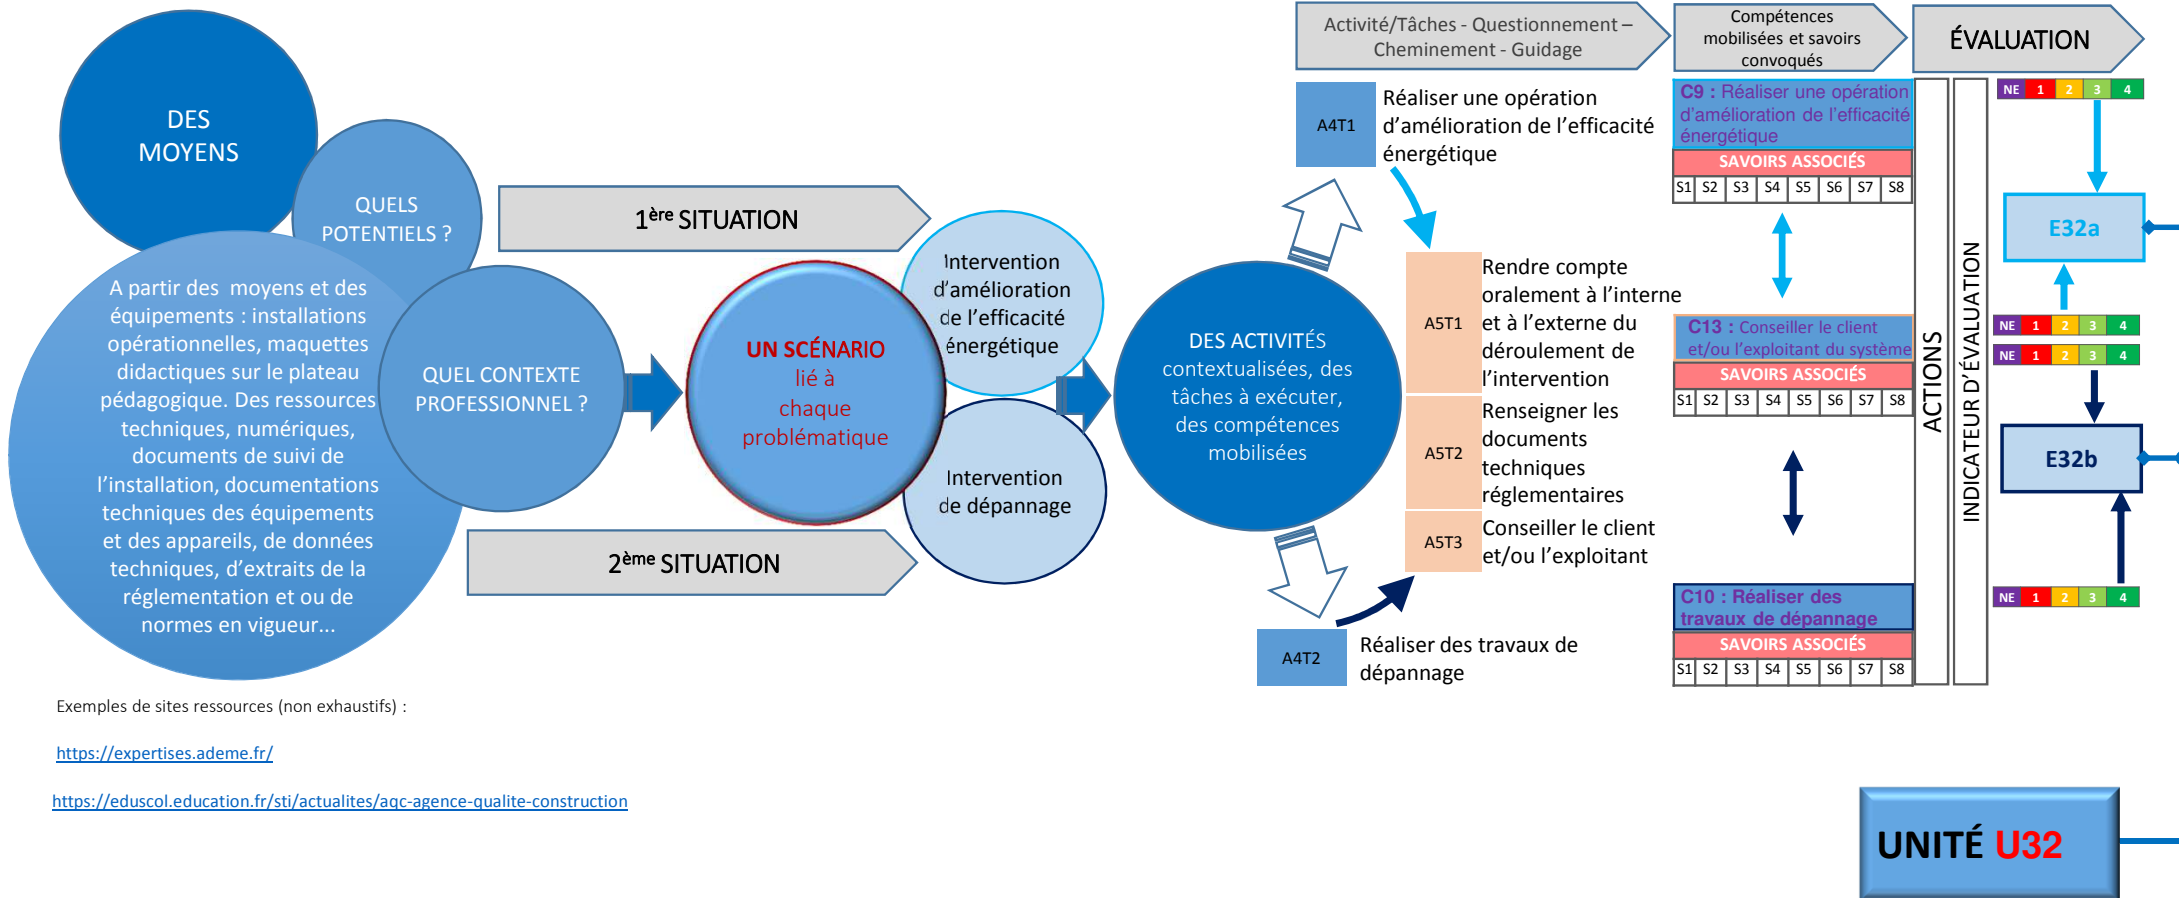 DES
MOYENS
QUELS
POTENTIELS ?
A partir des moyens et des
équipements : installations
opérationnelles, maquettes
didactiques sur le plateau
pédagogique. Des ressources
techniques, numériques,
documents de suivi de
l’installation, documentations
techniques des équipements
et des appareils, de données
techniques, d’extraits de la
réglementation et ou de
normes en vigueur...
QUEL CONTEXTE
PROFESSIONNEL ?
1ère SITUATION
2ème SITUATION
UN SCÉNARIO
lié à
chaque
problématique
Intervention
d’amélioration
de l’efficacité
énergétique
Intervention
de dépannage
DES ACTIVITÉS
contextualisées, des
tâches à exécuter,
des compétences
mobilisées
Activité/Tâches - Questionnement –
Cheminement - Guidage
A4T1
Réaliser une opération
d’amélioration de l’efficacité
énergétique
A5T1
Rendre compte
oralement à l’interne
et à l’externe du
déroulement de
l’intervention
A5T2
Renseigner les
documents
techniques
réglementaires
A5T3
Conseiller le client
et/ou l’exploitant
A4T2
Réaliser des travaux de
dépannage
Compétences
mobilisées et savoirs
convoqués
C9 : Réaliser une opération
d’amélioration de l’efficacité
énergétique
SAVOIRS ASSOCIÉS
S1 S2 S3 S4 S5 S6 S7 S8
C13 : Conseiller le client
et/ou l’exploitant du système
SAVOIRS ASSOCIÉS
S1 S2 S3 S4 S5 S6 S7 S8
C10 : Réaliser des
travaux de dépannage
SAVOIRS ASSOCIÉS
S1 S2 S3 S4 S5 S6 S7 S8
ACTIONS
INDICATEUR D’ÉVALUATION
ÉVALUATION
NE 1 2 3 4
E32a
NE 1 2 3 4
NE 1 2 3 4
E32b
NE 1 2 3 4
Exemples de sites ressources (non exhaustifs) :
https://expertises.ademe.fr/
https://eduscol.education.fr/sti/actualites/aqc-agence-qualite-construction
UNITÉ U32